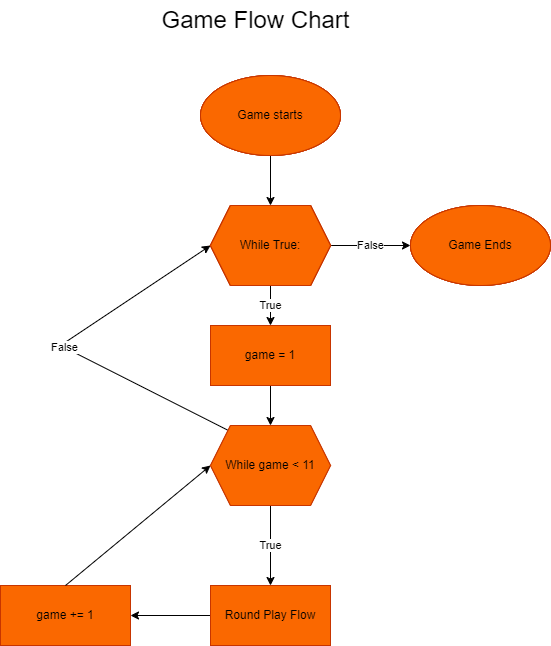 Game Flow Chart
Game starts
While True:
False
Game Ends
True
game = 1
False
While game < 11
True
game += 1
Round Play Flow